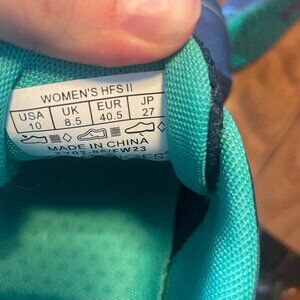 WOMEN'S HFS II
USA UK EUR JP
10 8.5 40.5 27
MADE IN CHINA